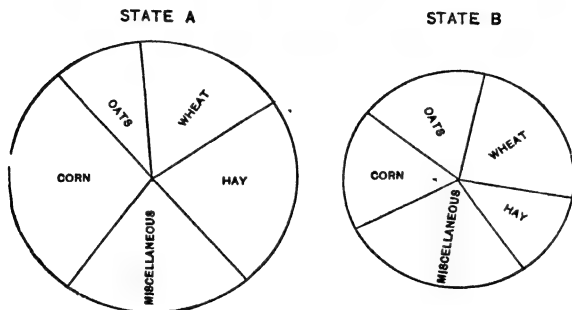 STATE A
OATS
WHEAT
CORN
HAY
MISCELLANEOUS
STATE B
OATS
WHEAT
CORN
HAY
MISCELLANEOUS